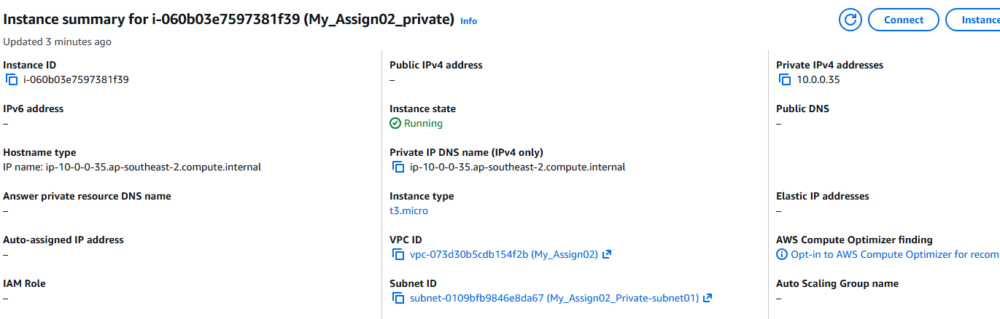 Instance summary for i-060b03e7597381f39 (My_Assign02_private) Info
Connect
Instance
Updated 3 minutes ago
Instance ID
i-060b03e7597381f39
Public IPv4 address
–
Private IPv4 addresses
10.0.0.35
IPv6 address
–
Instance state
Running
Public DNS
–
Hostname type
IP name: ip-10-0-0-35.ap-southeast-2.compute.internal
Private IP DNS name (IPv4 only)
ip-10-0-0-35.ap-southeast-2.compute.internal
Answer private resource DNS name
–
Instance type
t3.micro
Elastic IP addresses
–
Auto-assigned IP address
–
VPC ID
vpc-073d30b5cdb154f2b (My_Assign02)
AWS Compute Optimizer finding
Opt-in to AWS Compute Optimizer for recom
IAM Role
–
Subnet ID
subnet-0109bfb9846e8da67 (My_Assign02_Private-subnet01)
Auto Scaling Group name
–